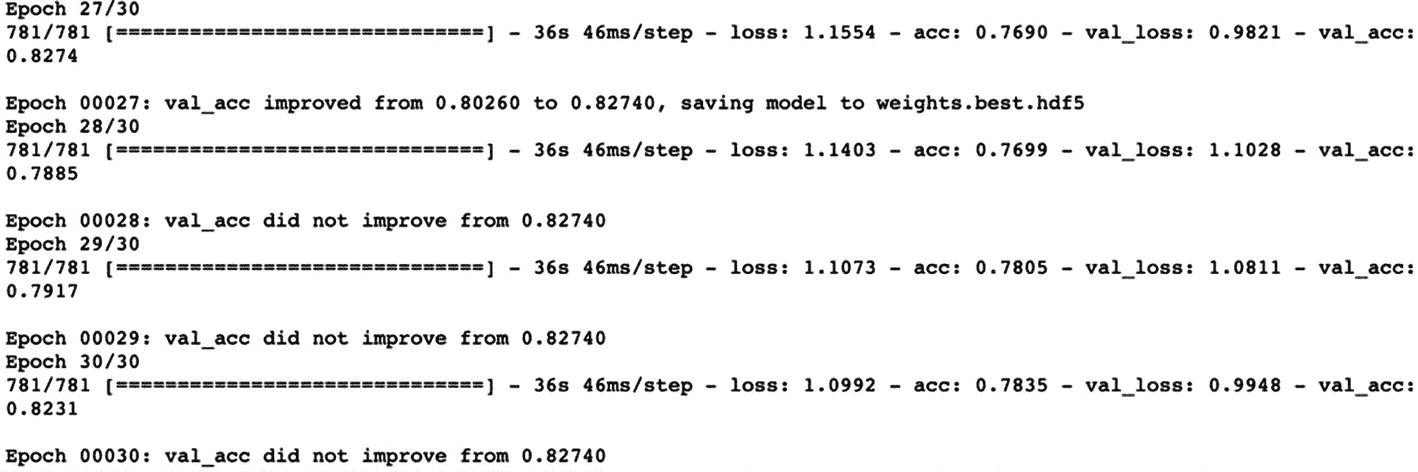 Epoch 27/30
781/781 [==============================] - 36s 46ms/step - loss: 1.1554 - acc: 0.7690 - val_loss: 0.9821 - val_acc:
0.8274
Epoch 00027: val_acc improved from 0.80260 to 0.82740, saving model to weights.best.hdf5
Epoch 28/30
781/781 [==============================] - 36s 46ms/step - loss: 1.1403 - acc: 0.7699 - val_loss: 1.1028 - val_acc:
0.7885
Epoch 00028: val_acc did not improve from 0.82740
Epoch 29/30
781/781 [==============================] - 36s 46ms/step - loss: 1.1073 - acc: 0.7805 - val_loss: 1.0811 - val_acc:
0.7917
Epoch 00029: val_acc did not improve from 0.82740
Epoch 30/30
781/781 [==============================] - 36s 46ms/step - loss: 1.0992 - acc: 0.7835 - val_loss: 0.9948 - val_acc:
0.8231
Epoch 00030: val_acc did not improve from 0.82740